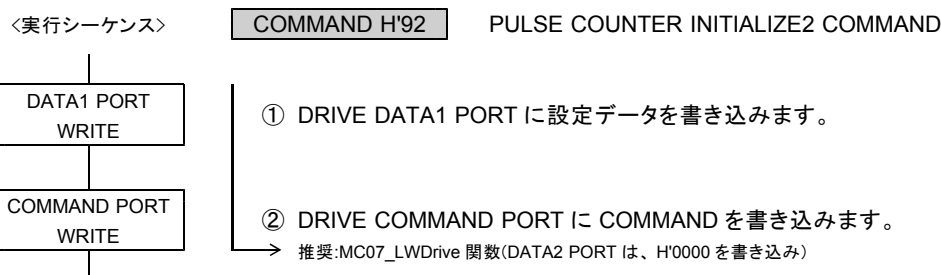 <実行シーケンス>
COMMAND H'92 PULSE COUNTER INITIALIZE2 COMMAND
DATA1 PORT
WRITE
① DRIVE DATA1 PORT に設定データを書き込みます。
COMMAND PORT
WRITE
② DRIVE COMMAND PORT に COMMAND を書き込みます。
推奨:MC07_LWDrive 関数(DATA2 PORT は、H'0000 を書き込み)